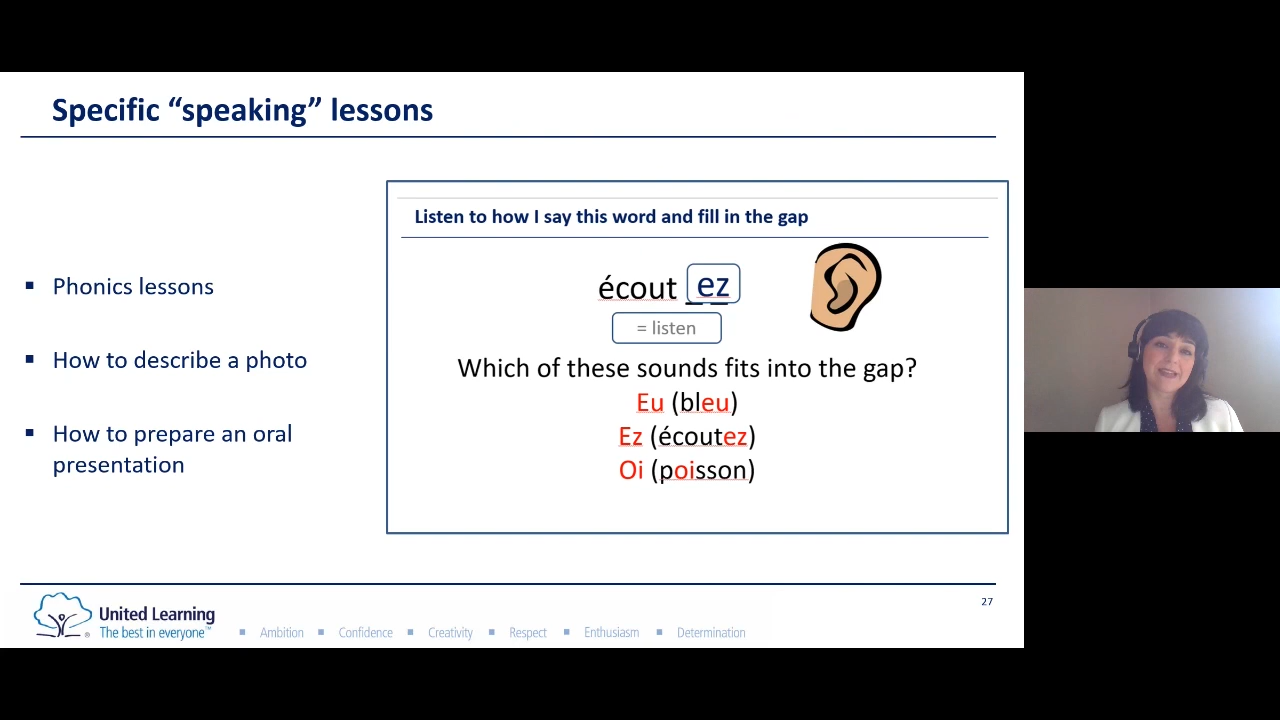 Specific “speaking” lessons
▪ Phonics lessons
▪ How to describe a photo
▪ How to prepare an oral
presentation
Listen to how I say this word and fill in the gap
écout ez
= listen
Which of these sounds fits into the gap?
Eu (bleu)
Ez (écoutez)
Oi (poisson)
27
United Learning
The best in everyone™
▪ Ambition ▪ Confidence ▪ Creativity ▪ Respect ▪ Enthusiasm ▪ Determination